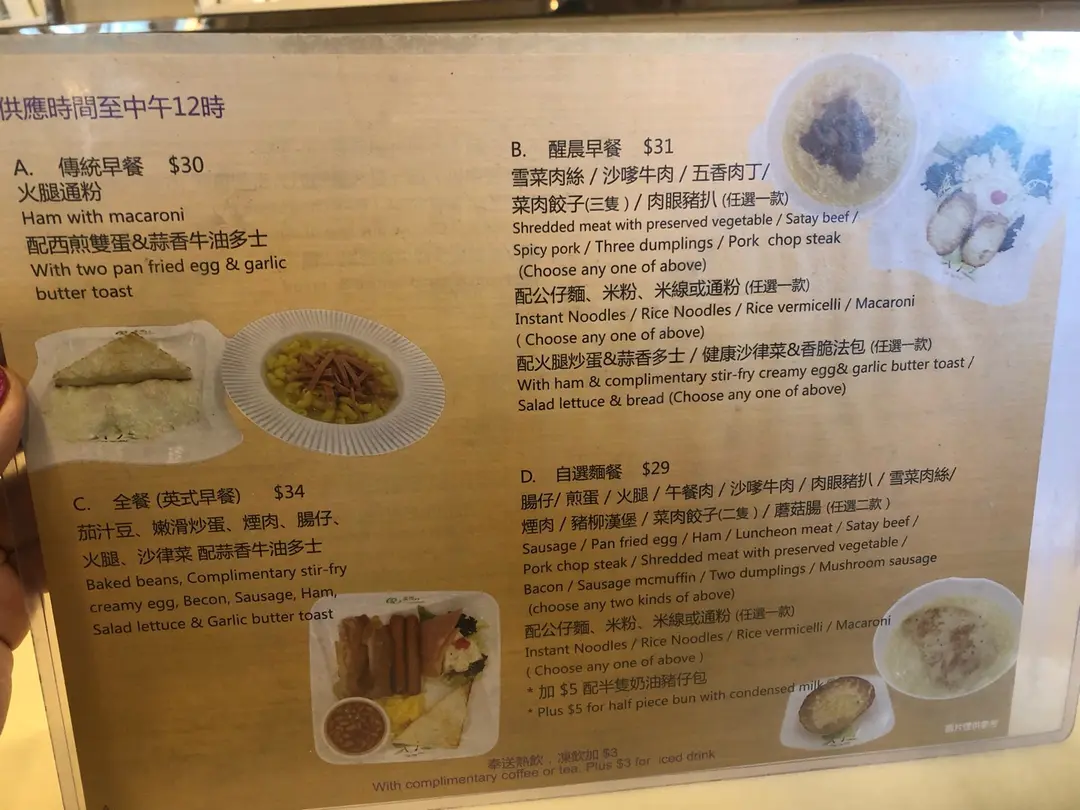 供應時間至中午12時
A. 傳統早餐 $30
火腿通粉
Ham with macaroni
配西煎雙蛋&蒜香牛油多士
With two pan fried egg & garlic
butter toast
B. 醒晨早餐 $31
雪菜肉絲 / 沙嗲牛肉 / 五香肉丁/
菜肉餃子(三隻 ) / 肉眼豬扒 (任選一款)
Shredded meat with preserved vegetable / Satay beef /
Spicy pork / Three dumplings / Pork chop steak
(Choose any one of above)
配公仔麵、米粉、米線或通粉 (任選一款)
Instant Noodles / Rice Noodles / Rice vermicelli / Macaroni
( Choose any one of above)
配火腿炒蛋&蒜香多士 / 健康沙律菜&香脆法包 (任選一款)
With ham & complimentary stir-fry creamy egg& garlic butter toast /
Salad lettuce & bread (Choose any one of above)
C. 全餐 (英式早餐) $34
茄汁豆、嫩滑炒蛋、煙肉、腸仔、
火腿、沙律菜 配蒜香牛油多士
Baked beans, Complimentary stir-fry
creamy egg, Becon, Sausage, Ham,
Salad lettuce & Garlic butter toast
D. 自選麵餐 $29
腸仔/ 煎蛋 / 火腿 / 午餐肉 / 沙嗲牛肉 / 肉眼豬扒 / 雪菜肉絲/
煙肉 / 豬柳漢堡 / 菜肉餃子(二隻 ) / 蘑菇腸 (任選二款 )
Sausage / Pan fried egg / Ham / Luncheon meat / Satay beef /
Pork chop steak / Shredded meat with preserved vegetable /
Bacon / Sausage mcmuffin / Two dumplings / Mushroom sausage
(choose any two kinds of above)
配公仔麵、米粉、米線或通粉 (任選一款)
Instant Noodles / Rice Noodles / Rice vermicelli / Macaroni
( Choose any one of above )
* 加 $5 配半隻奶油豬仔包
* Plus $5 for half piece bun with condensed milk
圖片僅供參考
奉送熱飲﹐凍飲加 $3
With complimentary coffee or tea. Plus $3 for iced drink